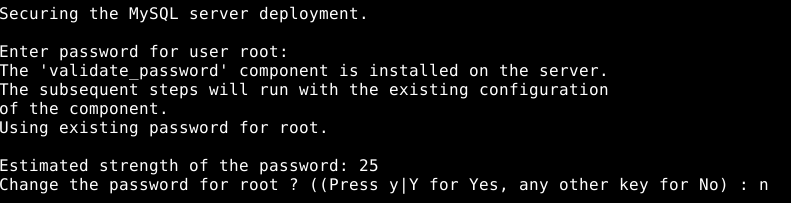 Securing the MySQL server deployment.
Enter password for user root:
The 'validate_password' component is installed on the server.
The subsequent steps will run with the existing configuration
of the component.
Using existing password for root.
Estimated strength of the password: 25
Change the password for root ? ((Press y|Y for Yes, any other key for No) : n